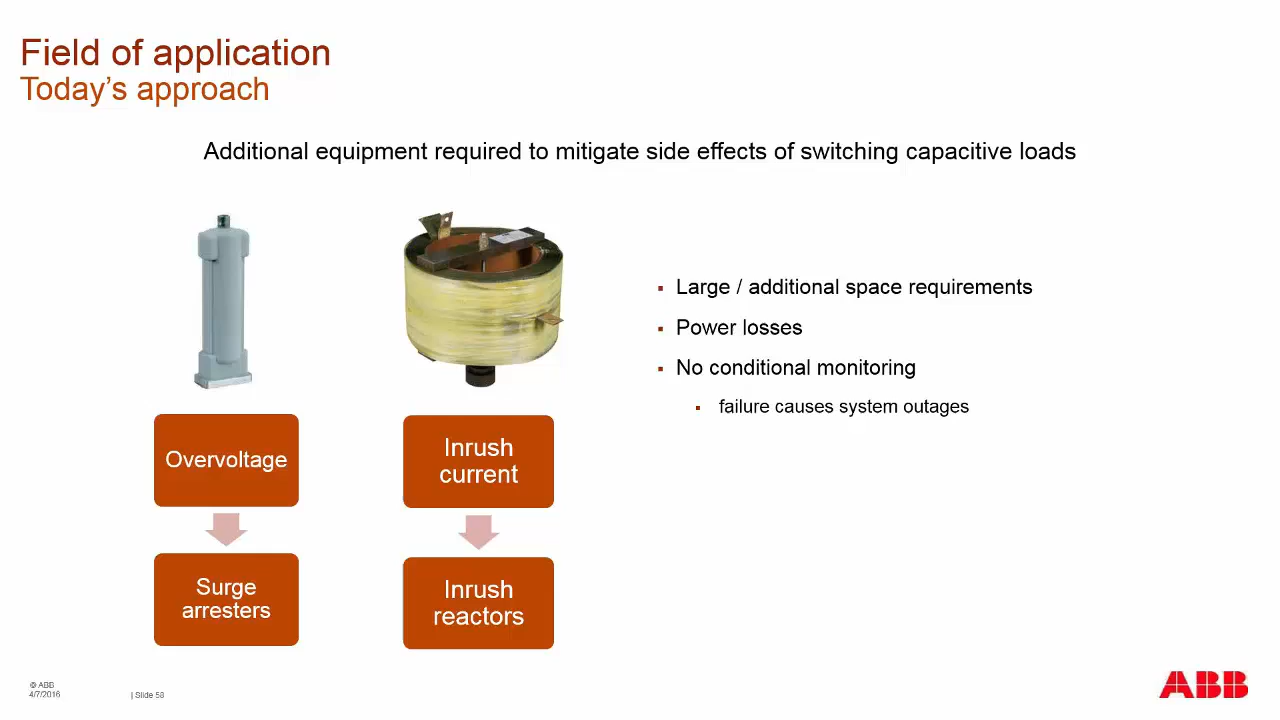 Field of application
Today's approach
Additional equipment required to mitigate side effects of switching capacitive loads
▪ Large / additional space requirements
▪ Power losses
▪ No conditional monitoring
▪ failure causes system outages
Overvoltage
Inrush
current
Surge
arresters
Inrush
reactors
© ABB
4/7/2016
| Slide 58
ABB